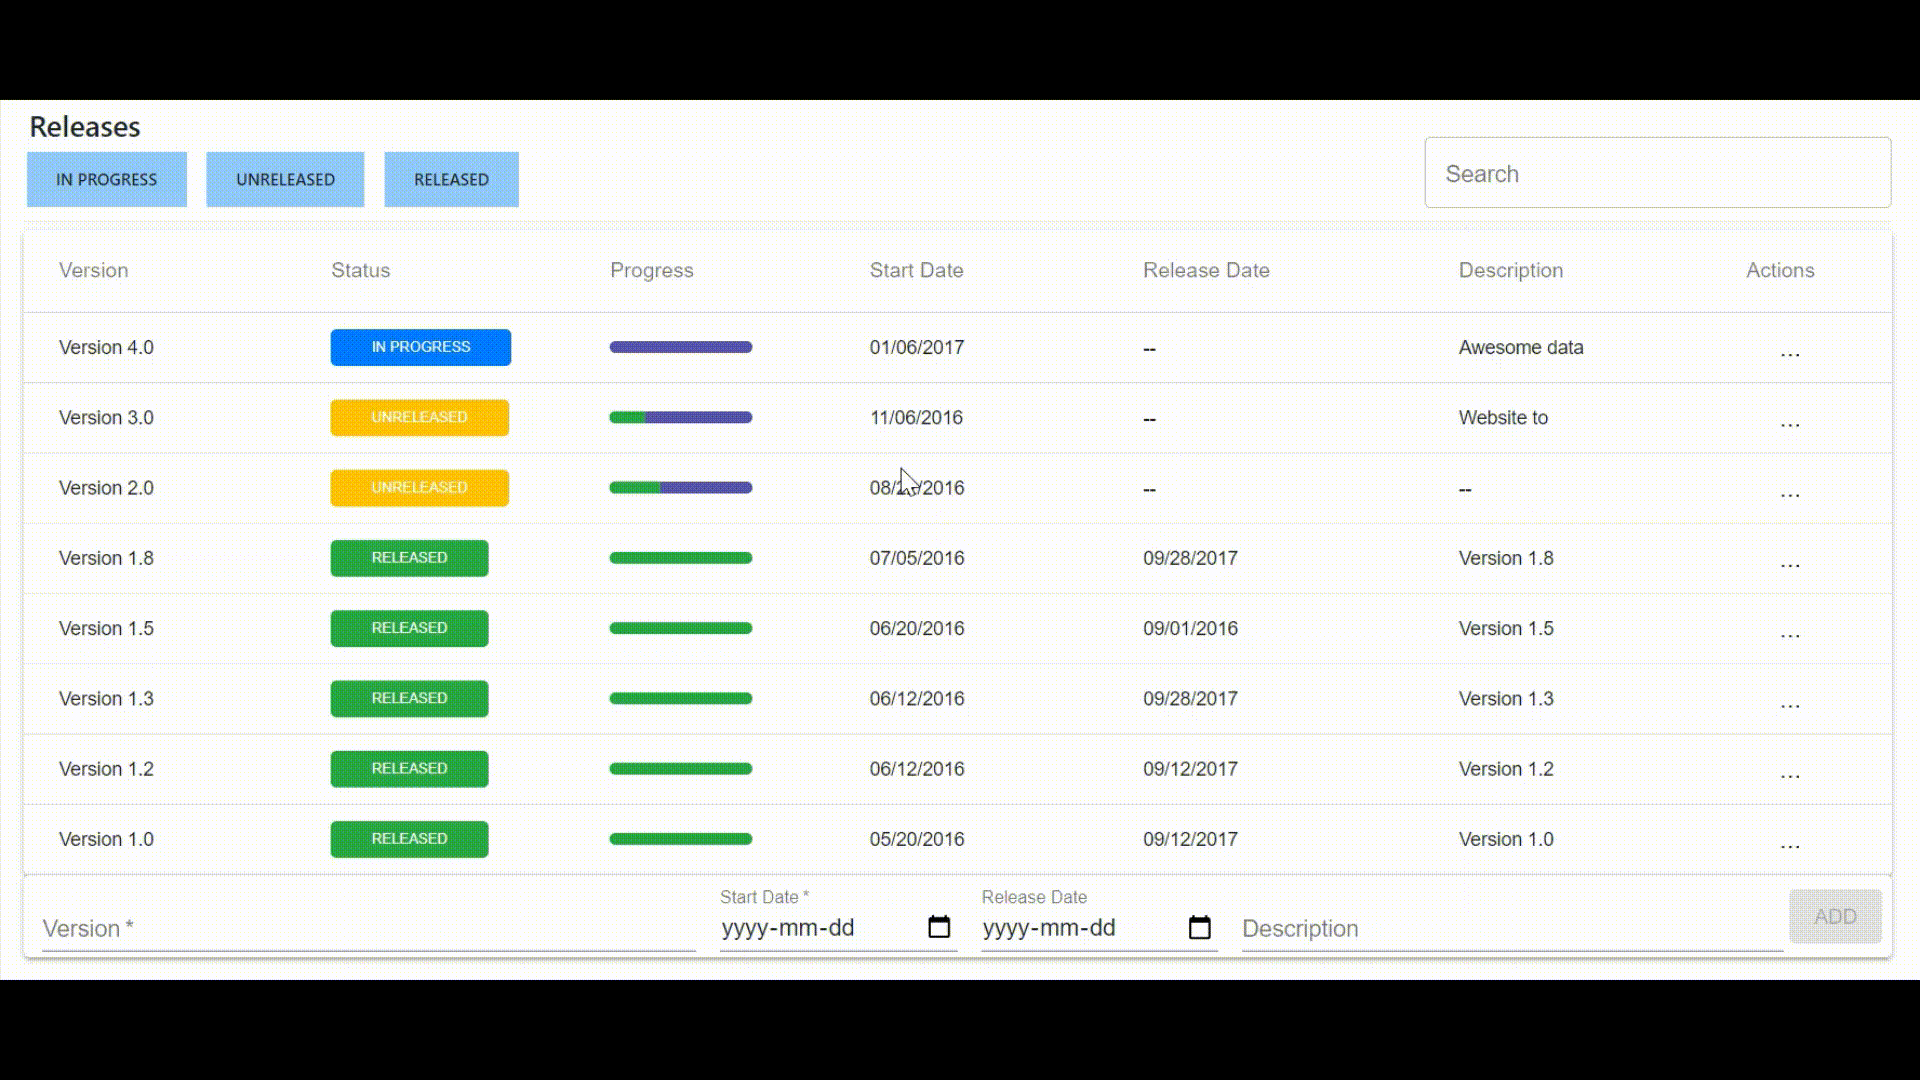 Releases
IN PROGRESS UNRELEASED RELEASED
Search
Version Status Progress Start Date Release Date Description Actions
Version 4.0 IN PROGRESS 01/06/2017 -- Awesome data ...
Version 3.0 UNRELEASED 11/06/2016 -- Website to ...
Version 2.0 UNRELEASED -- -- ...
Version 1.8 RELEASED 07/05/2016 09/28/2017 Version 1.8 ...
Version 1.5 RELEASED 06/20/2016 09/01/2016 Version 1.5 ...
Version 1.3 RELEASED 06/12/2016 09/28/2017 Version 1.3 ...
Version 1.2 RELEASED 06/12/2016 09/12/2017 Version 1.2 ...
Version 1.0 RELEASED 05/20/2016 09/12/2017 Version 1.0 ...
Start Date * Release Date
Version * yyyy-mm-dd yyyy-mm-dd Description ADD